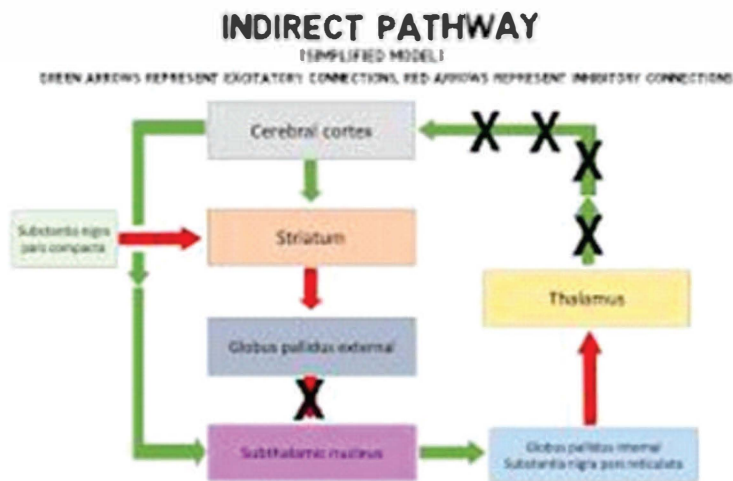 INDIRECT PATHWAY
[SIMPLIFIED MODEL]
GREEN ARROWS REPRESENT EXCITATORY CONNECTIONS, RED ARROWS REPRESENT INHIBITORY CONNECTIONS
Cerebral cortex
X X
X
X
Substantia nigra
pars compacta
Striatum
Thalamus
Globus pallidus external
X
Subthalamic nucleus
Globus pallidus internal
Substantia nigra pars reticulata